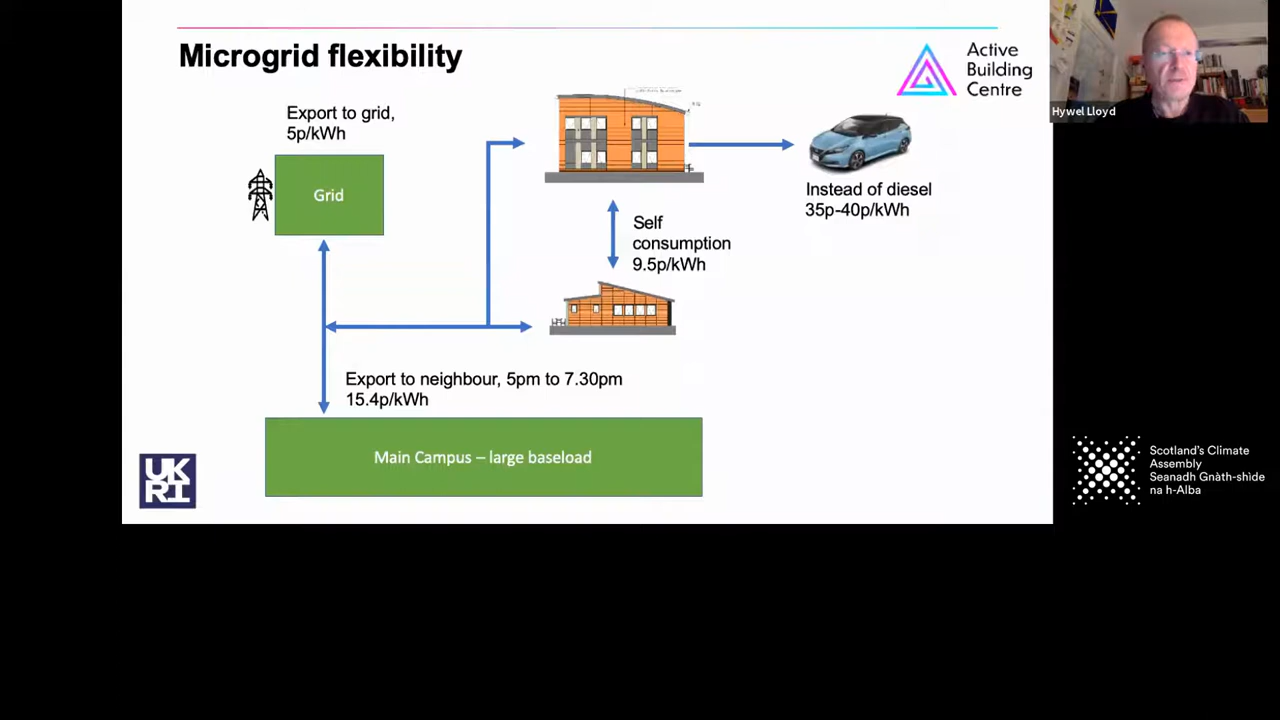 Microgrid flexibility
Active
Building
Centre
Hywel Lloyd
Export to grid,
5p/kWh
Grid
Instead of diesel
35p-40p/kWh
Self
consumption
9.5p/kWh
Export to neighbour, 5pm to 7.30pm
15.4p/kWh
Main Campus – large baseload
UK
RI
Scotland's Climate
Assembly
Seanadh Gnàth-shìde
na h-Alba